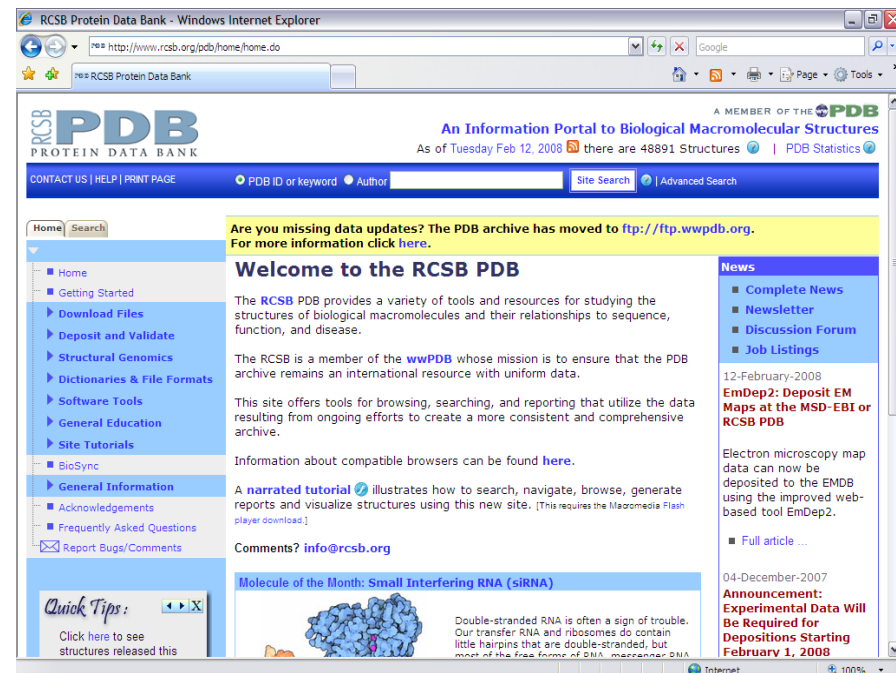 RCSB Protein Data Bank - Windows Internet Explorer
http://www.rcsb.org/pdb/home/home.do
Google
RCSB Protein Data Bank
Page
Tools
A MEMBER OF THE PDB
RCSB PDB
PROTEIN DATA BANK
An Information Portal to Biological Macromolecular Structures
As of Tuesday Feb 12, 2008 there are 48891 Structures | PDB Statistics
CONTACT US | HELP | PRINT PAGE
PDB ID or keyword Author Site Search | Advanced Search
Home Search
Are you missing data updates? The PDB archive has moved to ftp://ftp.wwpdb.org.
For more information click here.
Home
Getting Started
Download Files
Deposit and Validate
Structural Genomics
Dictionaries & File Formats
Software Tools
General Education
Site Tutorials
BioSync
General Information
Acknowledgements
Frequently Asked Questions
Report Bugs/Comments
Quick Tips:
X
Click here to see
structures released this
Welcome to the RCSB PDB
The RCSB PDB provides a variety of tools and resources for studying the
structures of biological macromolecules and their relationships to sequence,
function, and disease.
The RCSB is a member of the wwPDB whose mission is to ensure that the PDB
archive remains an international resource with uniform data.
This site offers tools for browsing, searching, and reporting that utilize the data
resulting from ongoing efforts to create a more consistent and comprehensive
archive.
Information about compatible browsers can be found here.
A narrated tutorial illustrates how to search, navigate, browse, generate
reports and visualize structures using this new site. [This requires the Macromedia Flash
player download.]
Comments? info@rcsb.org
Molecule of the Month: Small Interfering RNA (siRNA)
Double-stranded RNA is often a sign of trouble.
Our transfer RNA and ribosomes do contain
little hairpins that are double-stranded, but
most of the free forms of RNA, messenger RNA
News
Complete News
Newsletter
Discussion Forum
Job Listings
12-February-2008
EmDep2: Deposit EM
Maps at the MSD-EBI or
RCSB PDB
Electron microscopy map
data can now be
deposited to the EMDB
using the improved web-
based tool EmDep2.
Full article ...
04-December-2007
Announcement:
Experimental Data Will
Be Required for
Depositions Starting
February 1, 2008
Internet
100%